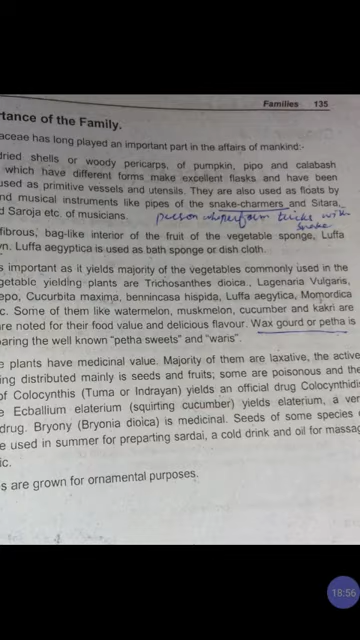 Families 135
rtance of the Family.
aceae has long played an important part in the affairs of mankind:-
dried shells or woody pericarps, of pumpkin, pipo and calabash
which have different forms make excellent flasks and have been
used as primitive vessels and utensils. They are also used as floats by
nd musical instruments like pipes of the snake-charmers and Sitara,
d Saroja etc. of musicians.
person who perform tricks with
snake
fibrous, bag-like interior of the fruit of the vegetable sponge, Luffa
n. Luffa aegyptica is used as bath sponge or dish cloth.
s important as it yields majority of the vegetables commonly used in the
getable yielding plants are Trichosanthes dioica., Lagenaria Vulgaris,
epo, Cucurbita maxima, bennincasa hispida, Luffa aegytica, Momordica
c. Some of them like watermelon, muskmelon, cucumber and kakri are
re noted for their food value and delicious flavour. Wax gourd or petha is
paring the well known "petha sweets" and "waris".
e plants have medicinal value. Majority of them are laxative, the active
ing distributed mainly is seeds and fruits; some are poisonous and the
of Colocynthis (Tuma or Indrayan) yields an official drug Colocynthidis
e Ecballium elaterium (squirting cucumber) yields elaterium, a ver
drug. Bryony (Bryonia dioica) is medicinal. Seeds of some species o
e used in summer for preparting sardai, a cold drink and oil for massag
ic.
s are grown for ornamental purposes.
18:56